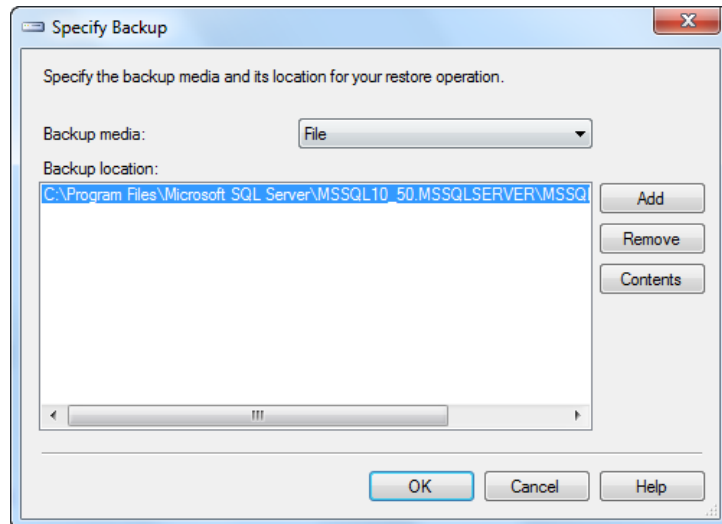 Specify Backup
Specify the backup media and its location for your restore operation.
Backup media:
File
Backup location:
C:\Program Files\Microsoft SQL Server\MSSQL10_50.MSSQLSERVER\MSSQ
Add
Remove
Contents
OK
Cancel
Help